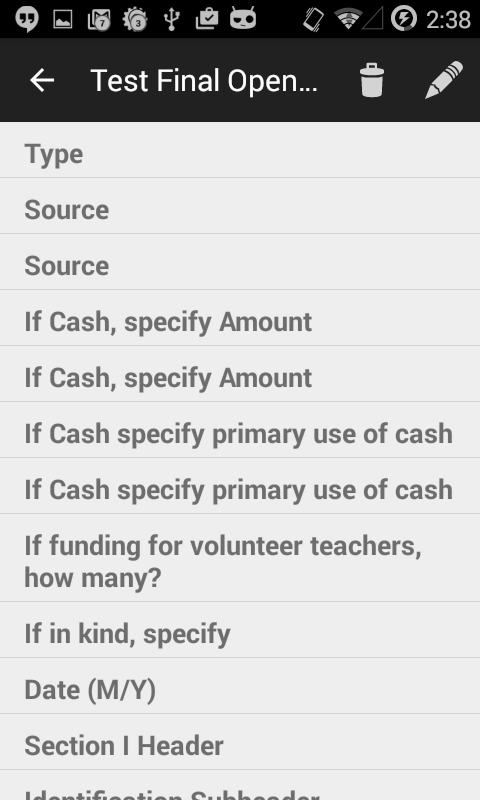 2:38
Test Final Open...
Type
Source
Source
If Cash, specify Amount
If Cash, specify Amount
If Cash specify primary use of cash
If Cash specify primary use of cash
If funding for volunteer teachers,
how many?
If in kind, specify
Date (M/Y)
Section I Header
Identification Subheader